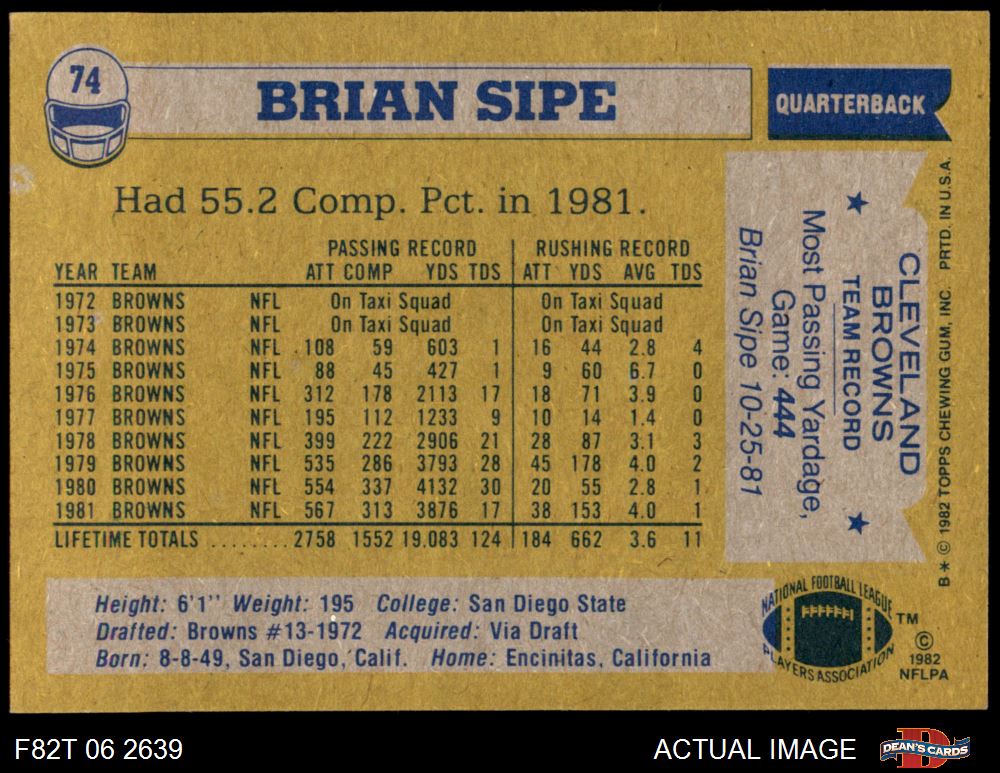 74
BRIAN SIPE
QUARTERBACK
Had 55.2 Comp. Pct. in 1981.
PASSING RECORD RUSHING RECORD
YEAR TEAM ATT COMP YDS TDS ATT YDS AVG TDS
1972 BROWNS NFL On Taxi Squad On Taxi Squad
1973 BROWNS NFL On Taxi Squad On Taxi Squad
1974 BROWNS NFL 108 59 603 1 16 44 2.8 4
1975 BROWNS NFL 88 45 427 1 9 60 6.7 0
1976 BROWNS NFL 312 178 2113 17 18 71 3.9 0
1977 BROWNS NFL 195 112 1233 9 10 14 1.4 0
1978 BROWNS NFL 399 222 2906 21 28 87 3.1 3
1979 BROWNS NFL 535 286 3793 28 45 178 4.0 2
1980 BROWNS NFL 554 337 4132 30 20 55 2.8 1
1981 BROWNS NFL 567 313 3876 17 38 153 4.0 1
LIFETIME TOTALS ......... 2758 1552 19.083 124 184 662 3.6 11
CLEVELAND
BROWNS
★ TEAM RECORD ★
Most Passing Yardage,
Game: 444
Brian Sipe 10-25-81
B* © 1982 TOPPS CHEWING GUM, INC. PRTD. IN U.S.A.
Height: 6'1" Weight: 195 College: San Diego State
Drafted: Browns #13-1972 Acquired: Via Draft
Born: 8-8-49, San Diego, Calif. Home: Encinitas, California
NATIONAL FOOTBALL LEAGUE
PLAYERS ASSOCIATION
TM
©
1982
NFLPA
F82T 06 2639
ACTUAL IMAGE
DEAN'S CARDS